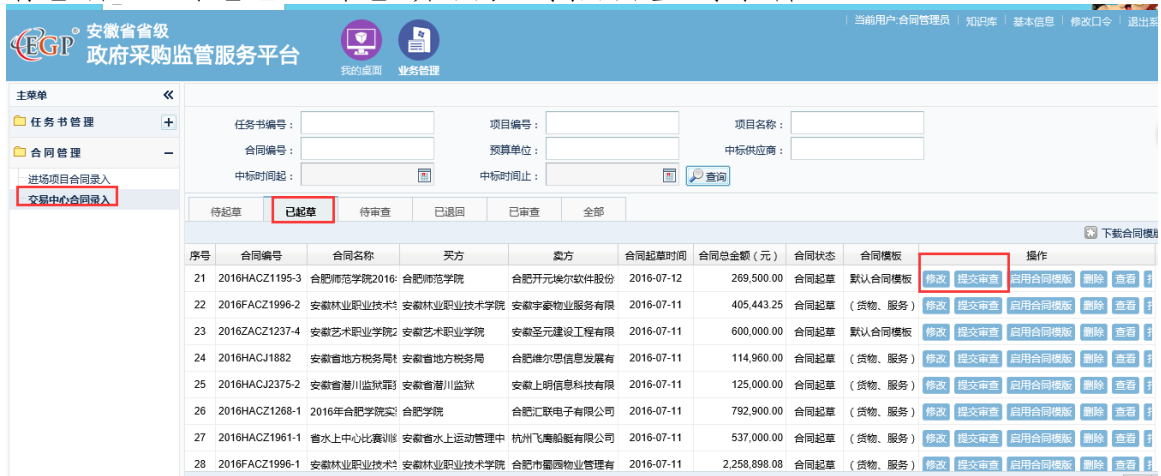 当前用户:合同管理员 知识库 基本信息 修改口令 退出系
EGP 安徽省省级
政府采购监管服务平台
我的桌面 业务管理
主菜单
任务书管理
合同管理
进场项目合同录入
交易中心合同录入
任务书编号： 项目编号： 项目名称：
合同编号： 预算单位： 中标供应商：
中标时间起： 中标时间止： 查询
待起草 已起草 待审查 已退回 已审查 全部
下载合同模版
序号 合同编号 合同名称 买方 卖方 合同起草时间 合同总金额（元） 合同状态 合同模板 操作
21 2016HACZ1195-3 合肥师范学院2016 合肥师范学院 合肥开元埃尔软件股份 2016-07-12 269,500.00 合同起草 默认合同模板 修改 提交审查 启用合同模版 删除 查看
22 2016FACZ1996-2 安徽林业职业技术 安徽林业职业技术学院 安徽宇豪物业服务有限 2016-07-11 405,443.25 合同起草 （货物、服务） 修改 提交审查 启用合同模版 删除 查看
23 2016ZACZ1237-4 安徽艺术职业学院2 安徽艺术职业学院 安徽圣元建设工程有限 2016-07-11 600,000.00 合同起草 默认合同模板 修改 提交审查 启用合同模版 删除 查看
24 2016HACJ1882 安徽省地方税务局 安徽省地方税务局 合肥维尔思信息发展有 2016-07-11 114,960.00 合同起草 （货物、服务） 修改 提交审查 启用合同模版 删除 查看
25 2016HACJ2375-2 安徽省潜川监狱罪 安徽省潜川监狱 安徽上明信息科技有限 2016-07-11 125,000.00 合同起草 （货物、服务） 修改 提交审查 启用合同模版 删除 查看
26 2016HACZ1268-1 2016年合肥学院实 合肥学院 合肥汇联电子有限公司 2016-07-11 792,900.00 合同起草 （货物、服务） 修改 提交审查 启用合同模版 删除 查看
27 2016HACZ1961-1 省水上中心比赛训 安徽省水上运动管理中 杭州飞鹰船艇有限公司 2016-07-11 537,000.00 合同起草 （货物、服务） 修改 提交审查 启用合同模版 删除 查看
28 2016FACZ1996-1 安徽林业职业技术 安徽林业职业技术学院 合肥市蜀园物业管理有 2016-07-11 2,258,898.08 合同起草 （货物、服务） 修改 提交审查 启用合同模版 删除 查看